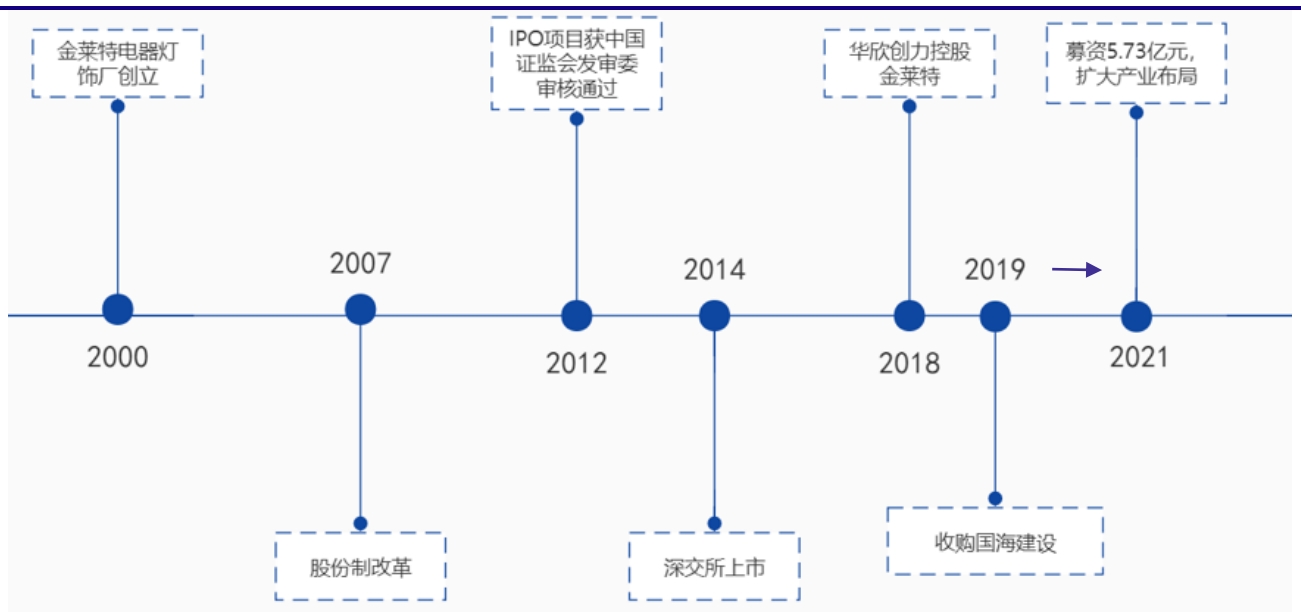 金莱特电器灯
饰厂创立
IPO项目获中国
证监会发审委
审核通过
华欣创力控股
金莱特
募资5.73亿元，
扩大产业布局
2007
2014
2019
2000
2012
2018
2021
股份制改革
深交所上市
收购国海建设